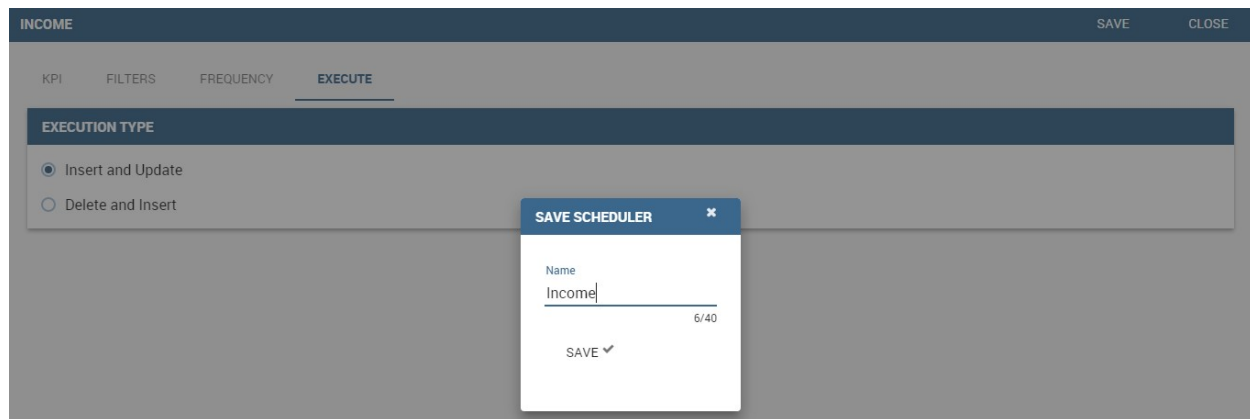 INCOME SAVE CLOSE
KPI FILTERS FREQUENCY EXECUTE
EXECUTION TYPE
Insert and Update
Delete and Insert
SAVE SCHEDULER
Name
Income
6/40
SAVE